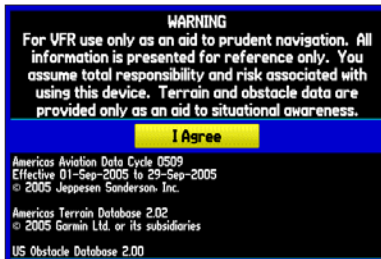 WARNING
For VFR use only as an aid to prudent navigation. All
information is presented for reference only. You
assume total responsibility and risk associated with
using this device. Terrain and obstacle data are
provided only as an aid to situational awareness.
I Agree
Americas Aviation Data Cycle 0509
Effective 01-Sep-2005 to 29-Sep-2005
© 2005 Jeppesen Sanderson, Inc.
Americas Terrain Database 2.02
© 2005 Garmin Ltd. or its subsidiaries
US Obstacle Database 2.00